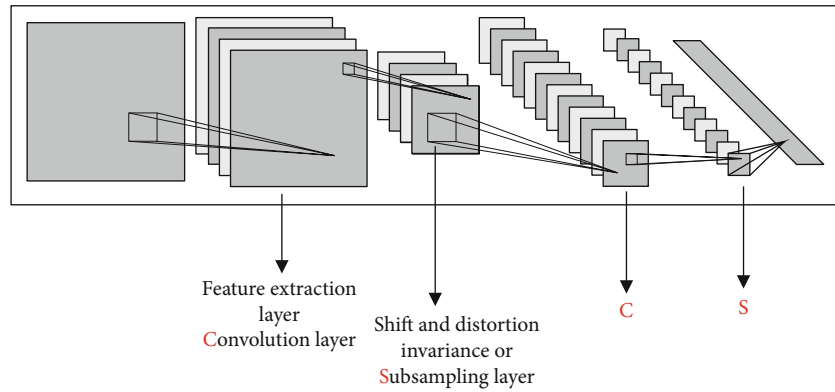 Feature extraction
layer
Convolution layer
Shift and distortion
invariance or
Subsampling layer
C
S